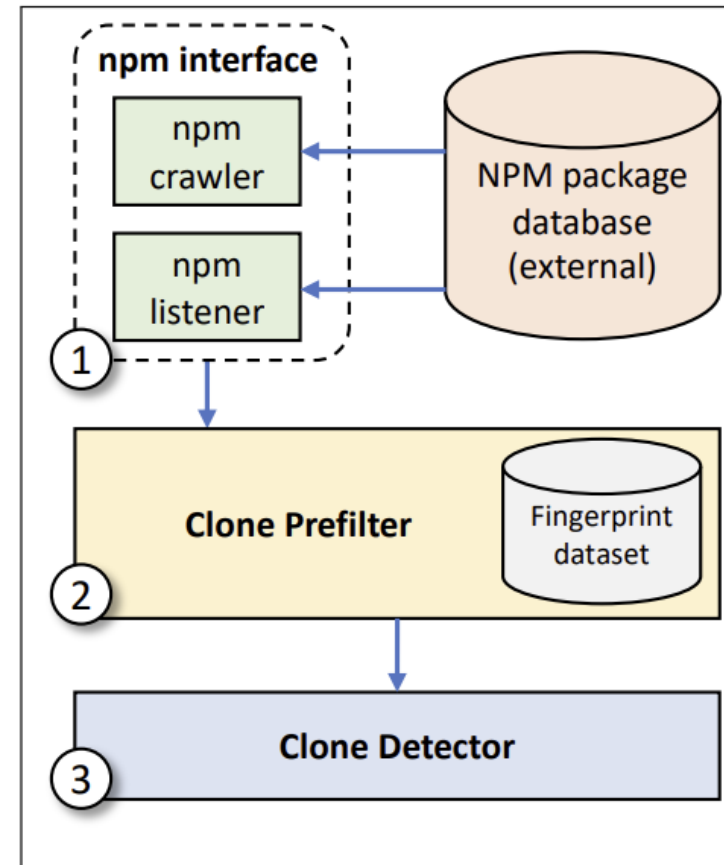 npm interface
npm
crawler
npm
listener
1
NPM package
database
(external)
Clone Prefilter
Fingerprint
dataset
2
Clone Detector
3